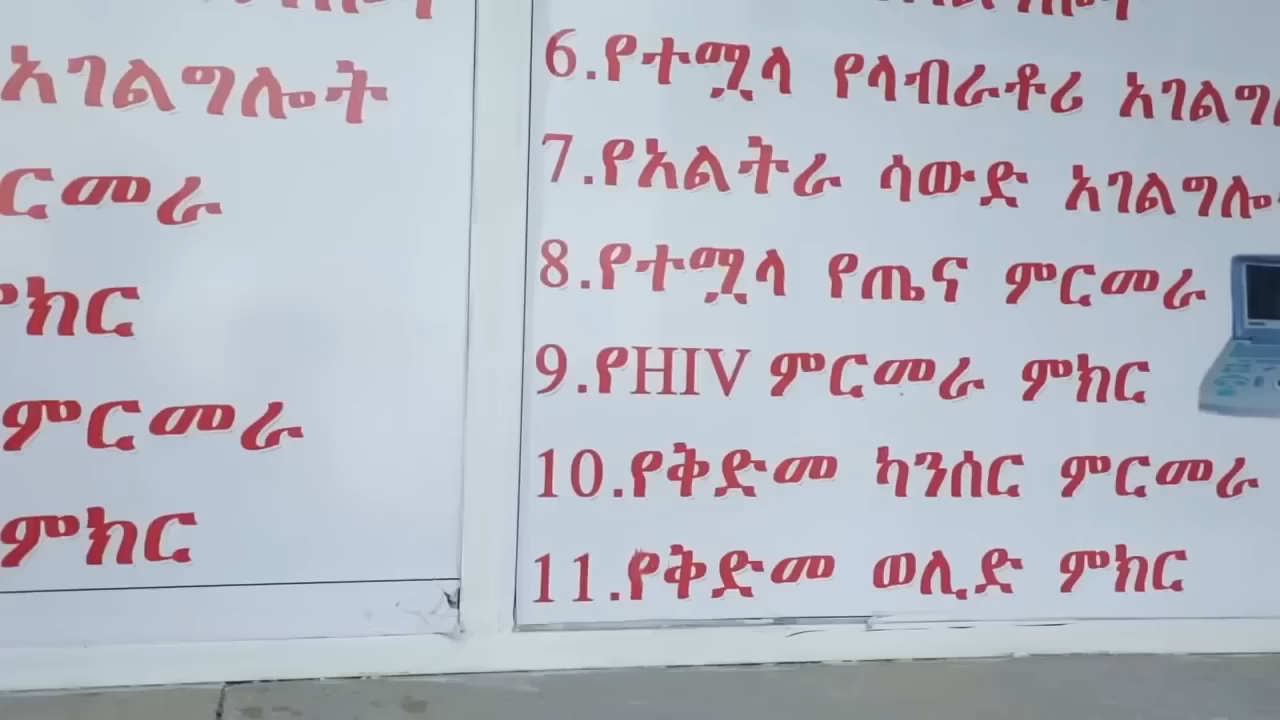 አገልግሎት
ርመራ
ክር
ምርመራ
ምክር
6.የተሟላ የላብራቶሪ አገልግ
7.የአልትራ ሳውድ አገልግሎ
8.የተሟላ የጤና ምርመራ
9.የHIV ምርመራ ምክር
10.የቅድመ ካንሰር ምርመራ
11.የቅድመ ወሊድ ምክር